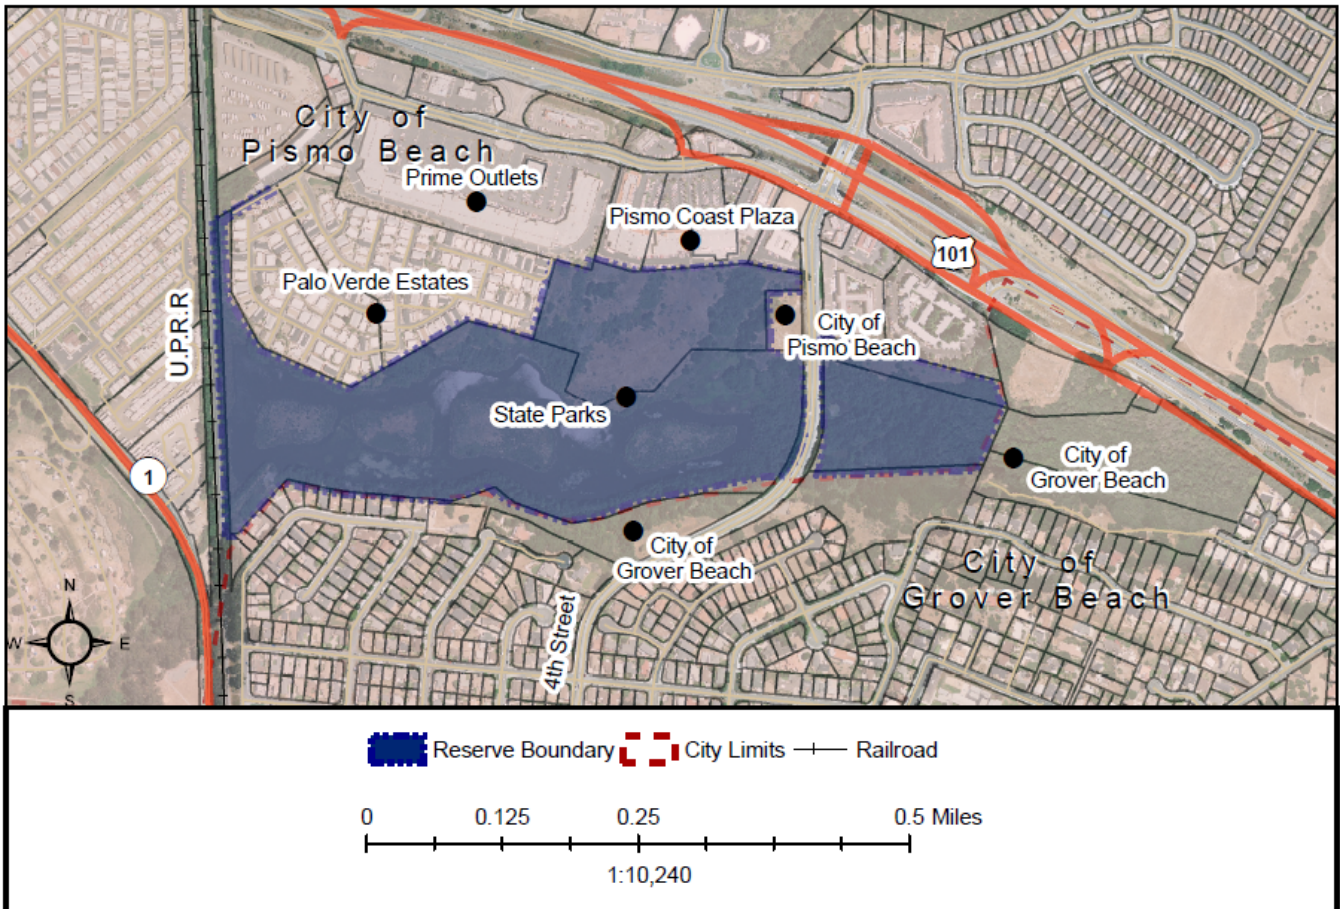 City of
Pismo Beach
Prime Outlets
Pismo Coast Plaza
101
Palo Verde Estates
U.P.R.R
City of
Pismo Beach
State Parks
1
City of
Grover Beach
City of
Grover Beach
City of
Grover Beach
4th Street
N
W
E
S
Reserve Boundary
City Limits
Railroad
0 0.125 0.25 0.5 Miles
1:10,240